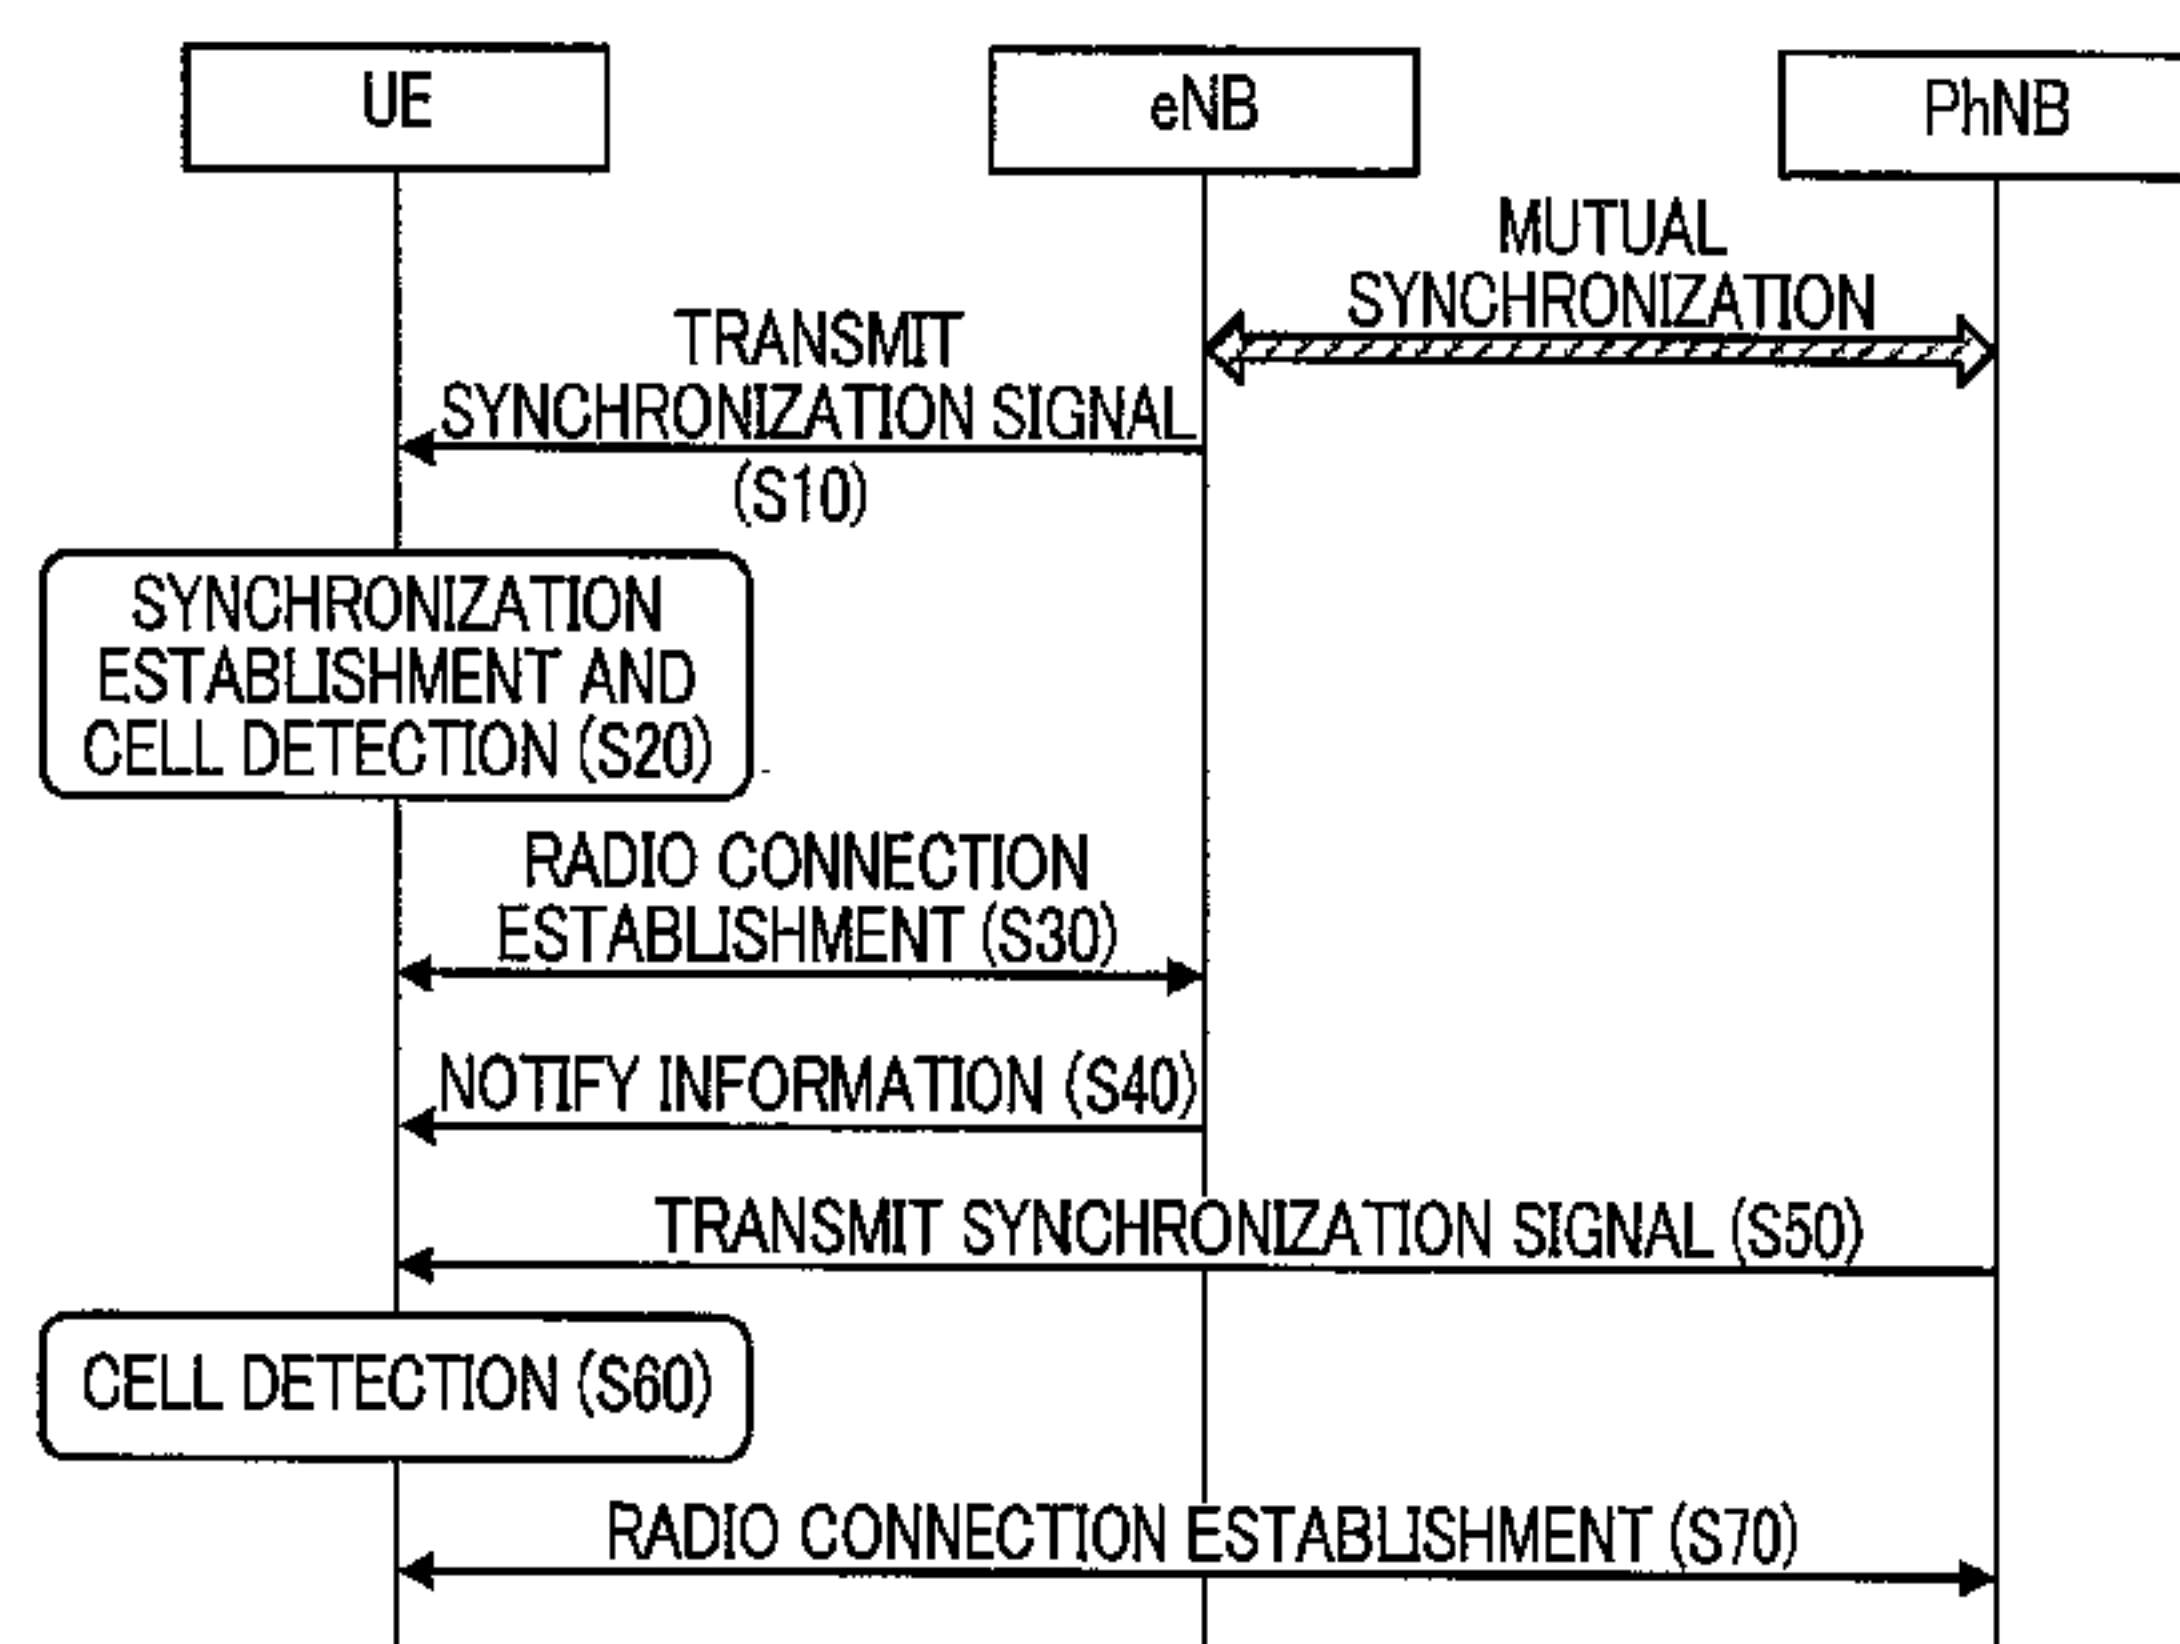 UE
eNB
PhNB
MUTUAL
SYNCHRONIZATION
TRANSMIT
SYNCHRONIZATION SIGNAL
(S10)
SYNCHRONIZATION
ESTABLISHMENT AND
CELL DETECTION (S20)
RADIO CONNECTION
ESTABLISHMENT (S30)
NOTIFY INFORMATION (S40)
TRANSMIT SYNCHRONIZATION SIGNAL (S50)
CELL DETECTION (S60)
RADIO CONNECTION ESTABLISHMENT (S70)